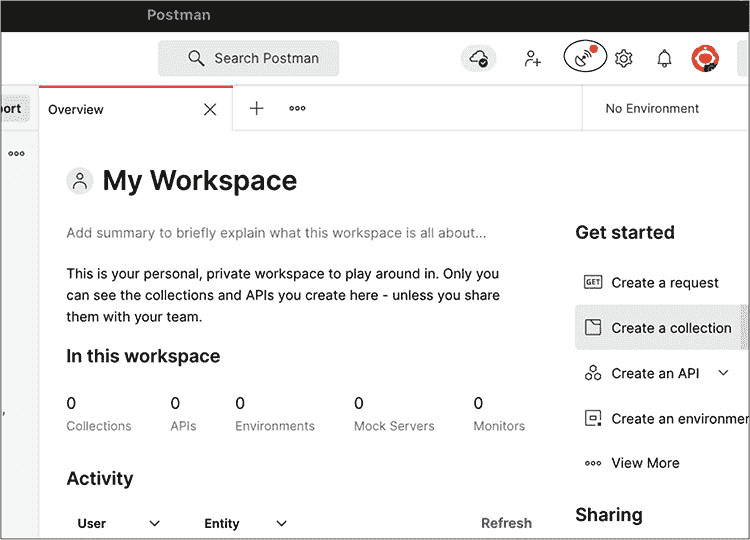 Postman
Search Postman
ort
Overview
No Environment
My Workspace
Add summary to briefly explain what this workspace is all about...
This is your personal, private workspace to play around in. Only you
can see the collections and APIs you create here - unless you share
them with your team.
In this workspace
0 0 0 0 0
Collections APIs Environments Mock Servers Monitors
Activity
User Entity Refresh
Get started
GET Create a request
Create a collection
Create an API
Create an environmen
View More
Sharing